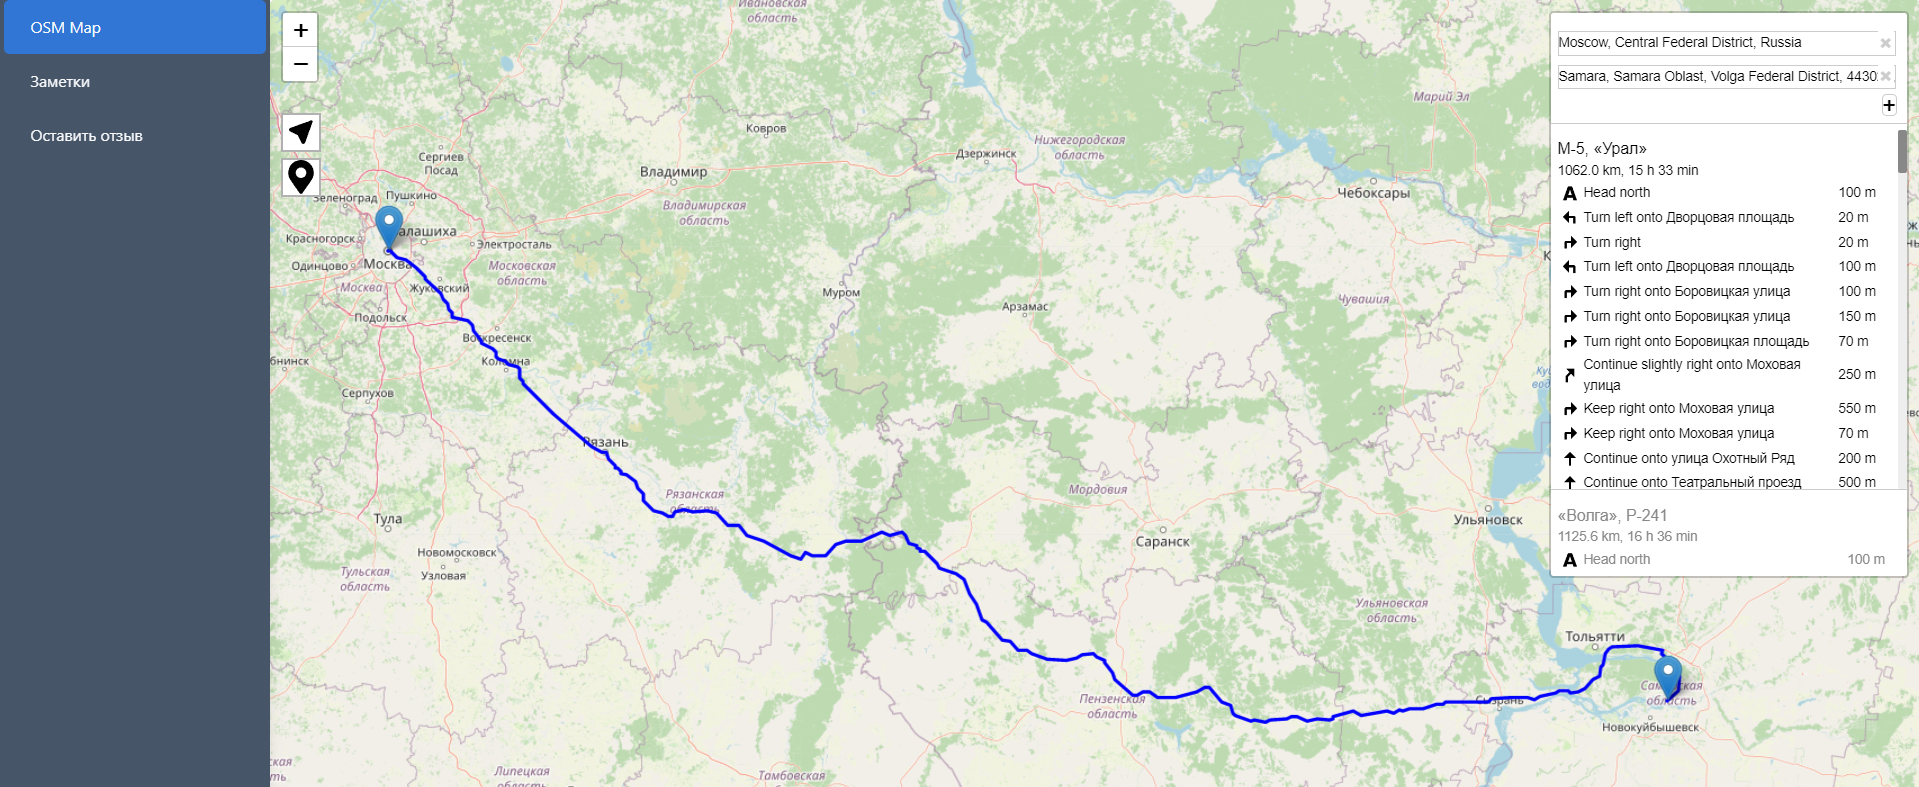 OSM Map
Заметки
Оставить отзыв
+
−
Ивановская
область
Марий Эл
Ковров
Нижегородская
область
Сергиев
Посад
Дзержинск
Владимир
Чебоксары
Зеленоград
Пушкино
Владимирская
область
Балашиха
Красногорск
Электросталь
Одинцово
Москва
Московская
область
Москва
Жуковский
Муром
Чувашия
Арзамас
Подольск
Воскресенск
Коломна
Серпухов
Рязань
Рязанская
область
Мордовия
Тула
Ульяновск
Саранск
Новомосковск
Узловая
Тульская
область
Ульяновская
область
Тольятти
Самарская
область
Пензенская
область
Сызрань
Новокуйбышевск
Липецкая
область
Тамбовская
область
Moscow, Central Federal District, Russia
Samara, Samara Oblast, Volga Federal District, 4430
+
М-5, «Урал»
1062.0 km, 15 h 33 min
Head north 100 m
Turn left onto Дворцовая площадь 20 m
Turn right 20 m
Turn left onto Дворцовая площадь 100 m
Turn right onto Боровицкая улица 100 m
Turn right onto Боровицкая улица 150 m
Turn right onto Боровицкая площадь 70 m
Continue slightly right onto Моховая
улица 250 m
Keep right onto Моховая улица 550 m
Keep right onto Моховая улица 70 m
Continue onto улица Охотный Ряд 200 m
Continue onto Театральный проезд 500 m
«Волга», Р-241
1125.6 km, 16 h 36 min
Head north 100 m